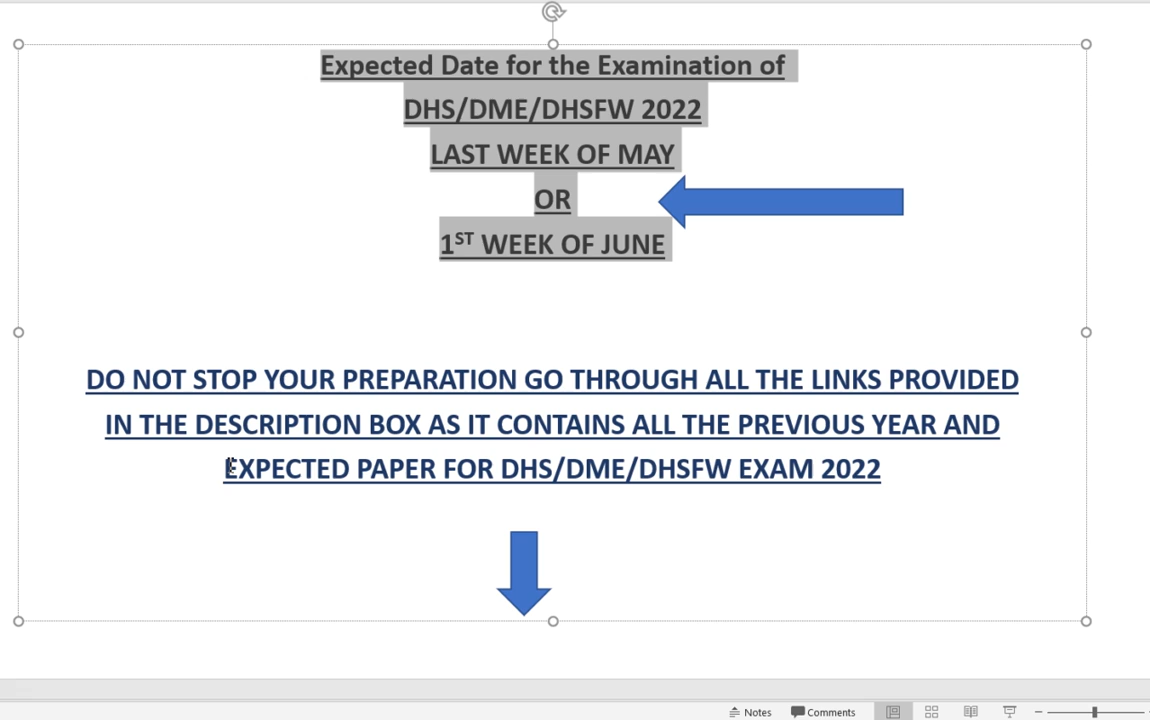 Expected Date for the Examination of
DHS/DME/DHSFW 2022
LAST WEEK OF MAY
OR
1ST WEEK OF JUNE
DO NOT STOP YOUR PREPARATION GO THROUGH ALL THE LINKS PROVIDED
IN THE DESCRIPTION BOX AS IT CONTAINS ALL THE PREVIOUS YEAR AND
EXPECTED PAPER FOR DHS/DME/DHSFW EXAM 2022
Notes Comments